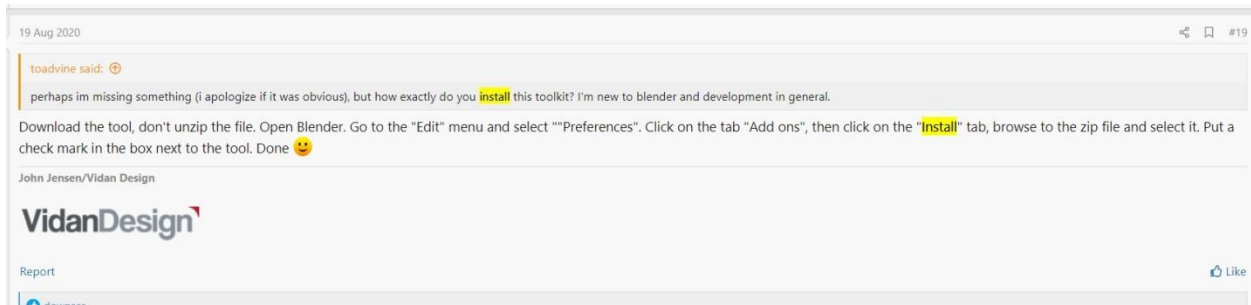 19 Aug 2020
#19
toadvine said:
perhaps im missing something (i apologize if it was obvious), but how exactly do you install this toolkit? I'm new to blender and development in general.
Download the tool, don't unzip the file. Open Blender. Go to the "Edit" menu and select ""Preferences". Click on the tab "Add ons", then click on the "Install" tab, browse to the zip file and select it. Put a
check mark in the box next to the tool. Done
John Jensen/Vidan Design
VidanDesign
Report
Like